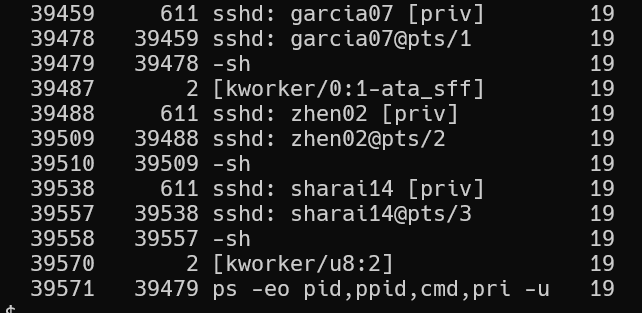 39459 611 sshd: garcia07 [priv] 19
39478 39459 sshd: garcia07@pts/1 19
39479 39478 -sh 19
39487 2 [kworker/0:1-ata_sff] 19
39488 611 sshd: zhen02 [priv] 19
39509 39488 sshd: zhen02@pts/2 19
39510 39509 -sh 19
39538 611 sshd: sharai14 [priv] 19
39557 39538 sshd: sharai14@pts/3 19
39558 39557 -sh 19
39570 2 [kworker/u8:2] 19
39571 39479 ps -eo pid,ppid,cmd,pri -u 19
$